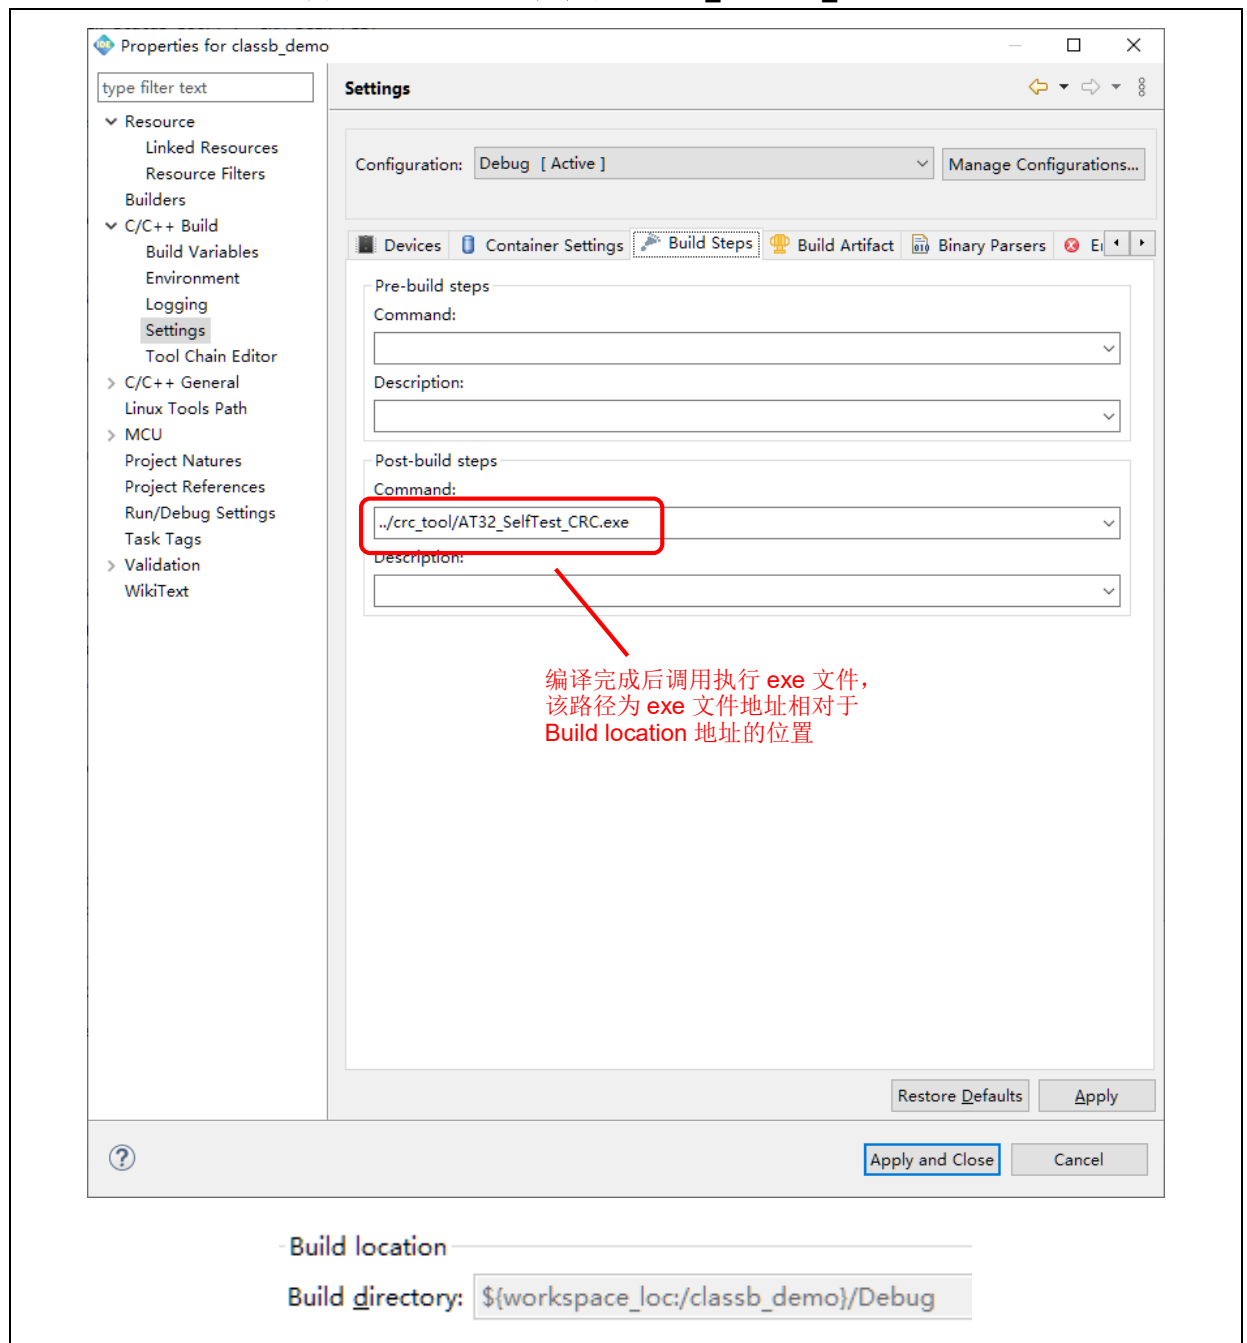 Properties for classb_demo
type filter text
Settings
Resource
Linked Resources
Resource Filters
Builders
C/C++ Build
Build Variables
Environment
Logging
Settings
Tool Chain Editor
C/C++ General
Linux Tools Path
MCU
Project Natures
Project References
Run/Debug Settings
Task Tags
Validation
WikiText
Configuration: Debug [ Active ] Manage Configurations...
Devices Container Settings Build Steps Build Artifact Binary Parsers
Pre-build steps
Command:
Description:
Post-build steps
Command:
../crc_tool/AT32_SelfTest_CRC.exe
Description:
编译完成后调用执行 exe 文件，
该路径为 exe 文件地址相对于
Build location 地址的位置
Restore Defaults Apply
Apply and Close Cancel
Build location
Build directory: ${workspace_loc:/classb_demo}/Debug